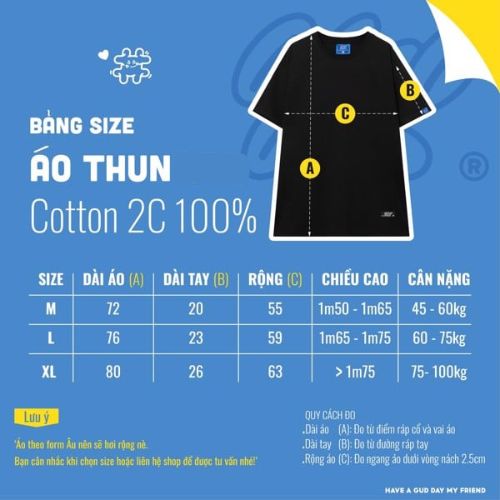 BẢNG SIZE
ÁO THUN
Cotton 2C 100%
A
B
C
®
SIZE DÀI ÁO (A) DÀI TAY (B) RỘNG (C) CHIỀU CAO CÂN NẶNG
M 72 20 55 1m50 - 1m65 45 - 60kg
L 76 23 59 1m65 - 1m75 60 - 75kg
XL 80 26 63 >1m75 75- 100kg
Lưu ý
'Áo theo form Âu nên sẽ hơi rộng nè.
Bạn cân nhắc khi chọn size hoặc liên hệ shop để được tư vấn nhé!'
QUY CÁCH ĐO
.Dài áo (A): Đo từ điểm ráp cổ và vai áo
.Dài tay (B): Đo từ đường ráp tay
.Rộng áo (C): Đo ngang áo dưới vòng nách 2.5cm
HAVE A GUD DAY MY FRIEND